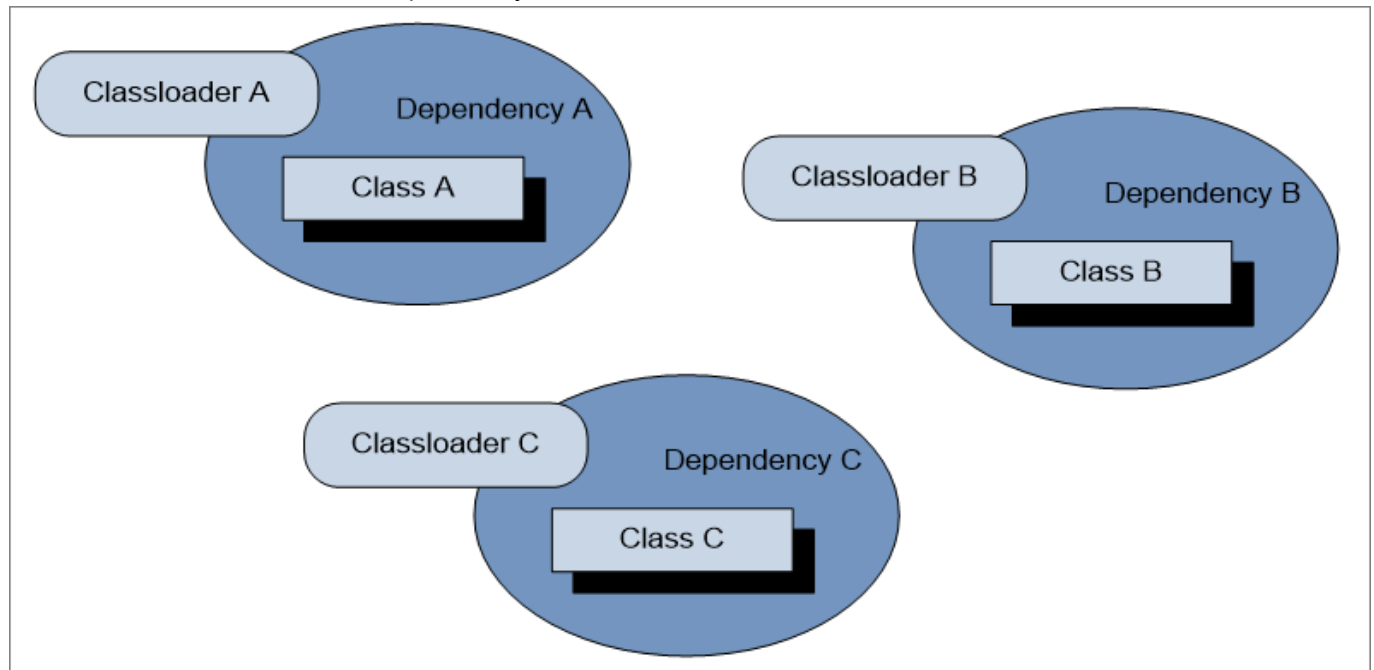 Classloader A
Dependency A
Class A
Classloader B
Dependency B
Class B
Classloader C
Dependency C
Class C